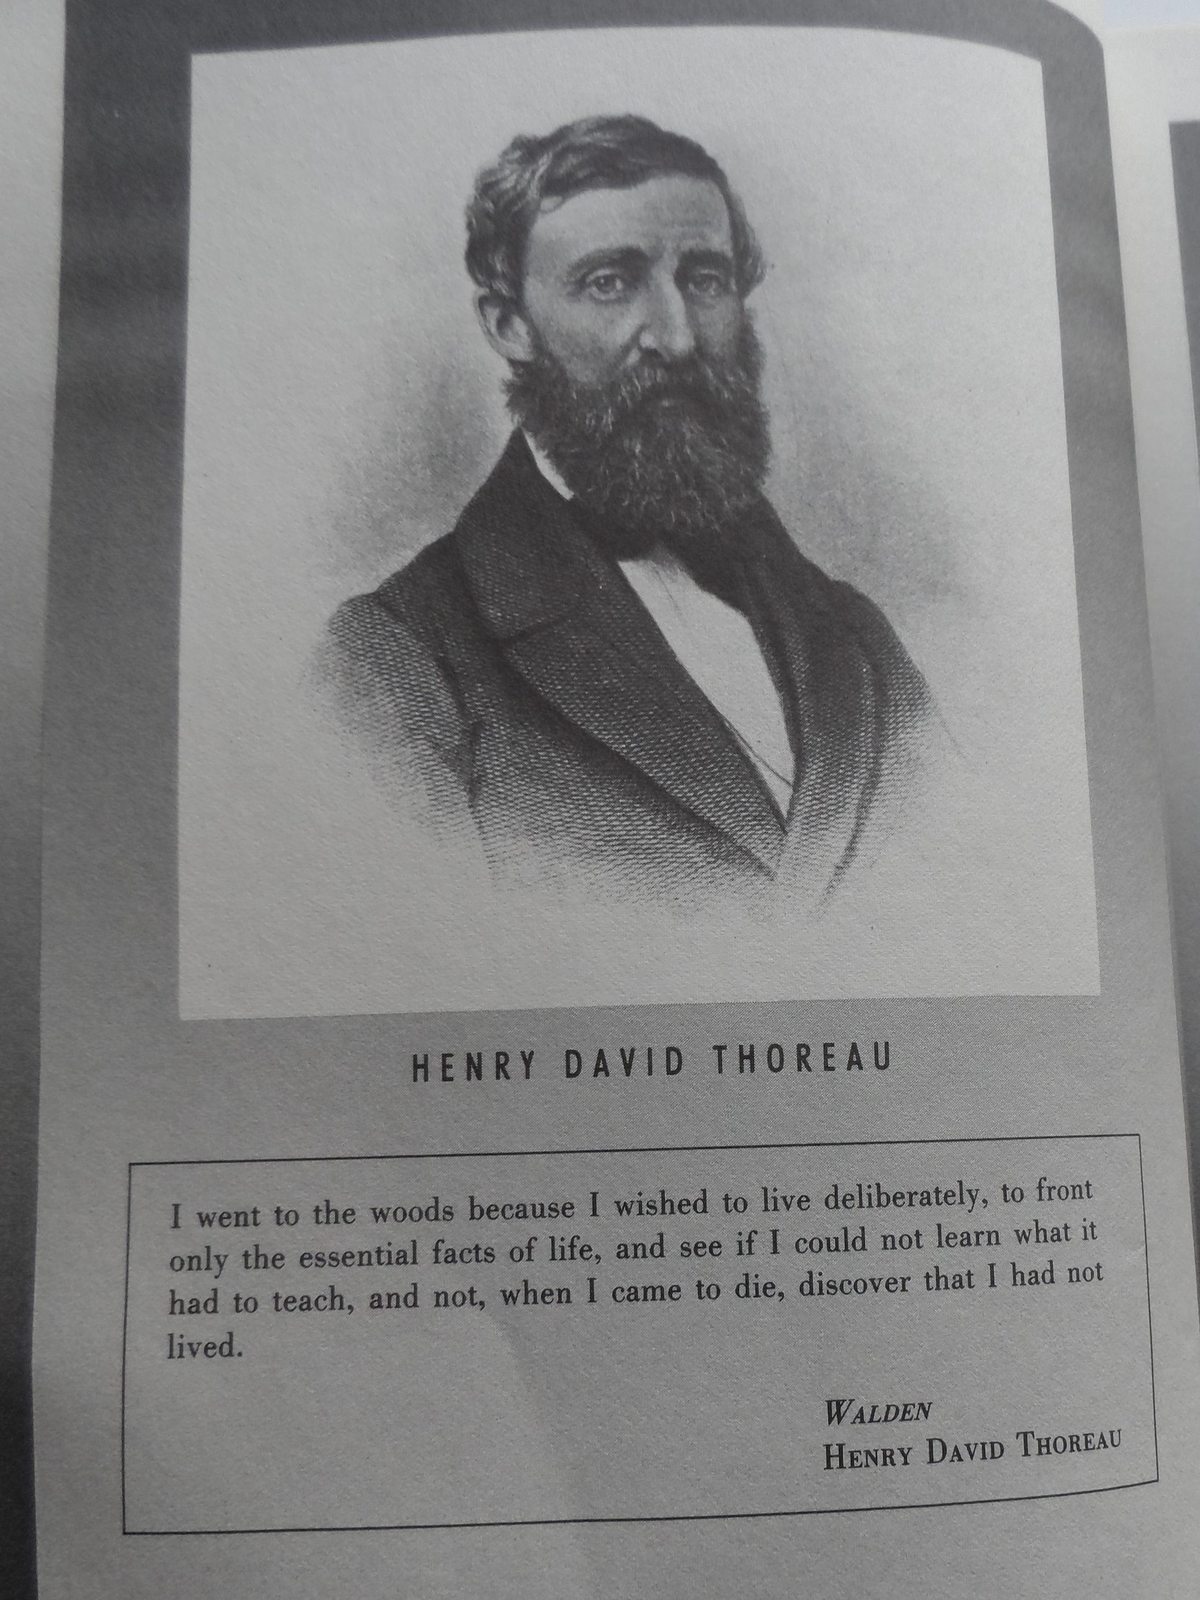 HENRY DAVID THOREAU
I went to the woods because I wished to live deliberately, to front
only the essential facts of life, and see if I could not learn what it
had to teach, and not, when I came to die, discover that I had not
lived.
WALDEN
HENRY DAVID THOREAU